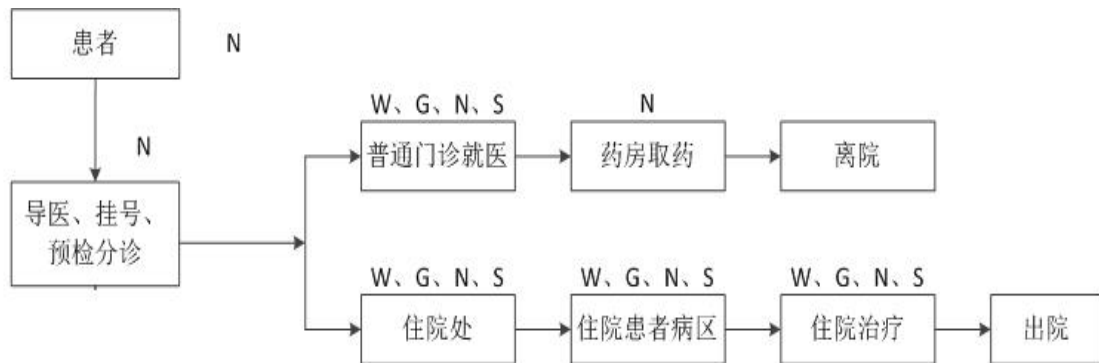 患者
N
N
导医、挂号、
预检分诊
W、G、N、S
普通门诊就医
N
药房取药
离院
W、G、N、S
住院处
W、G、N、S
住院患者病区
W、G、N、S
住院治疗
出院